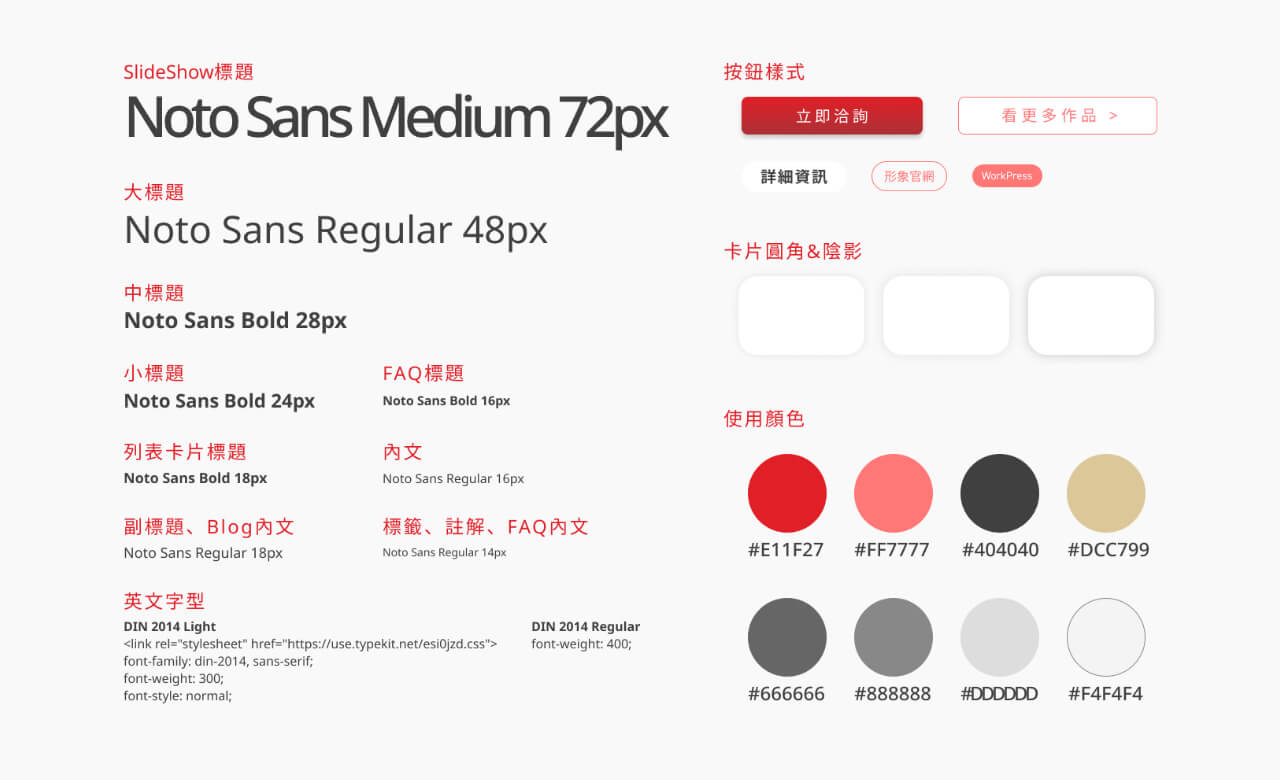 SlideShow標題
Noto Sans Medium 72px
大標題
Noto Sans Regular 48px
中標題
Noto Sans Bold 28px
小標題
Noto Sans Bold 24px
FAQ標題
Noto Sans Bold 16px
列表卡片標題
Noto Sans Bold 18px
內文
Noto Sans Regular 16px
副標題、Blog內文
Noto Sans Regular 18px
標籤、註解、FAQ內文
Noto Sans Regular 14px
英文字型
DIN 2014 Light
<link rel="stylesheet" href="https://use.typekit.net/esi0jzd.css">
font-family: din-2014, sans-serif;
font-weight: 300;
font-style: normal;
DIN 2014 Regular
font-weight: 400;
按鈕樣式
立即洽詢
看更多作品 >
詳細資訊
形象官網
WorkPress
卡片圓角&陰影
使用顏色
#E11F27
#FF7777
#404040
#DCC799
#666666
#888888
#DDDDDD
#F4F4F4